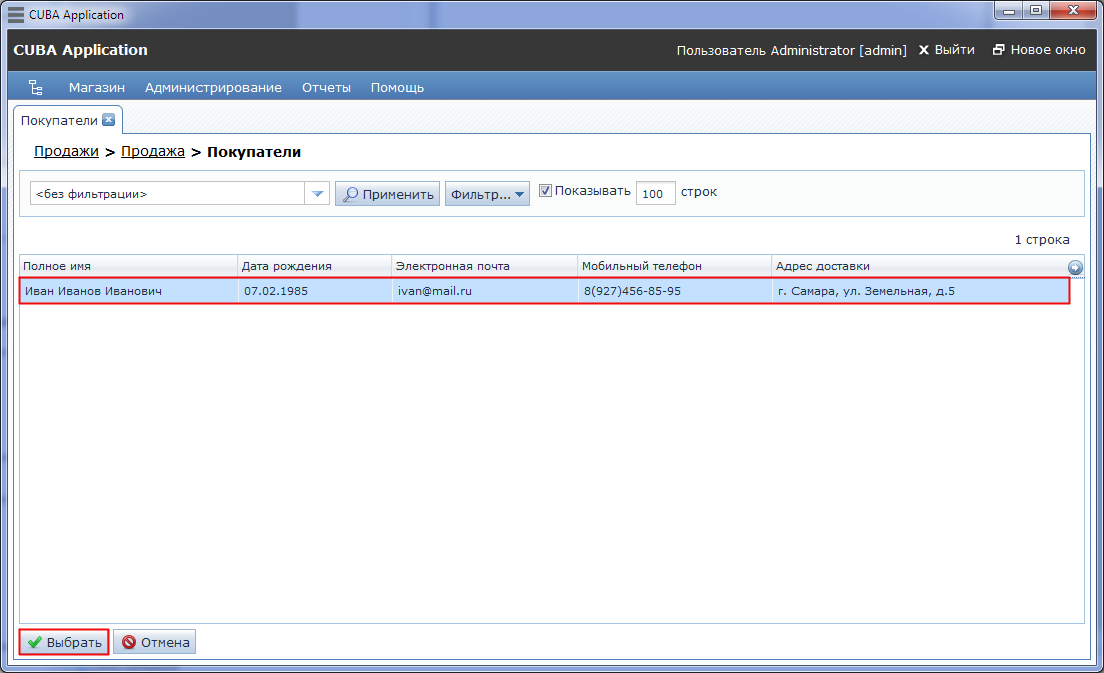 CUBA Application
CUBA Application Пользователь Administrator [admin] Выйти Новое окно
Магазин Администрирование Отчеты Помощь
Покупатели
Продажи > Продажа > Покупатели
<без фильтрации> Применить Фильтр... Показывать 100 строк
1 строка
Полное имя Дата рождения Электронная почта Мобильный телефон Адрес доставки
Иван Иванов Иванович 07.02.1985 ivan@mail.ru 8(927)456-85-95 г. Самара, ул. Земельная, д.5
Выбрать Отмена